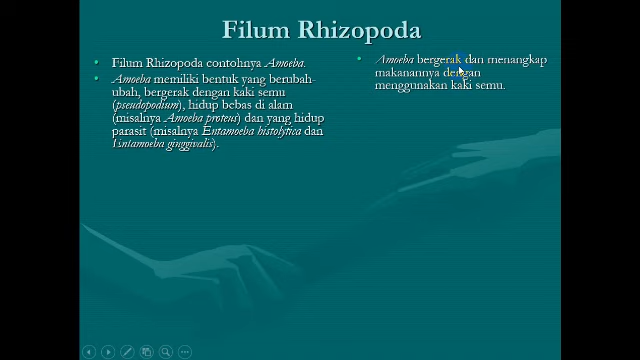 Filum Rhizopoda
Filum Rhizopoda contohnya Amoeba.
Amoeba memiliki bentuk yang berubah-
ubah, bergerak dengan kaki semu
(pseudopodium), hidup bebas di alam
(misalnya Amoeba proteus) dan yang hidup
parasit (misalnya Entamoeba histolytica dan
Entamoeba ginggivalis).
Amoeba bergerak dan menangkap
makanannya dengan
menggunakan kaki semu.